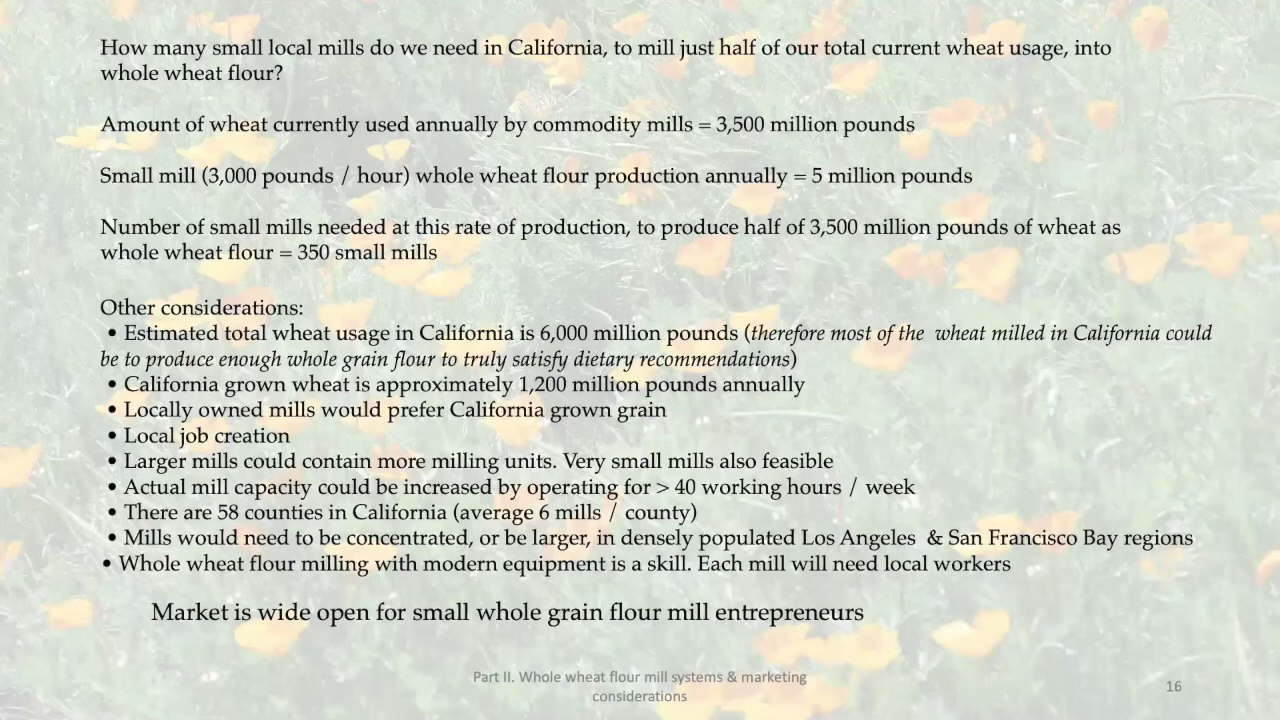 How many small local mills do we need in California, to mill just half of our total current wheat usage, into
whole wheat flour?
Amount of wheat currently used annually by commodity mills = 3,500 million pounds
Small mill (3,000 pounds / hour) whole wheat flour production annually = 5 million pounds
Number of small mills needed at this rate of production, to produce half of 3,500 million pounds of wheat as
whole wheat flour = 350 small mills
Other considerations:
• Estimated total wheat usage in California is 6,000 million pounds (therefore most of the wheat milled in California could
be to produce enough whole grain flour to truly satisfy dietary recommendations)
• California grown wheat is approximately 1,200 million pounds annually
• Locally owned mills would prefer California grown grain
• Local job creation
• Larger mills could contain more milling units. Very small mills also feasible
• Actual mill capacity could be increased by operating for > 40 working hours / week
• There are 58 counties in California (average 6 mills / county)
• Mills would need to be concentrated, or be larger, in densely populated Los Angeles & San Francisco Bay regions
• Whole wheat flour milling with modern equipment is a skill. Each mill will need local workers
Market is wide open for small whole grain flour mill entrepreneurs
Part II. Whole wheat flour mill systems & marketing
considerations
16